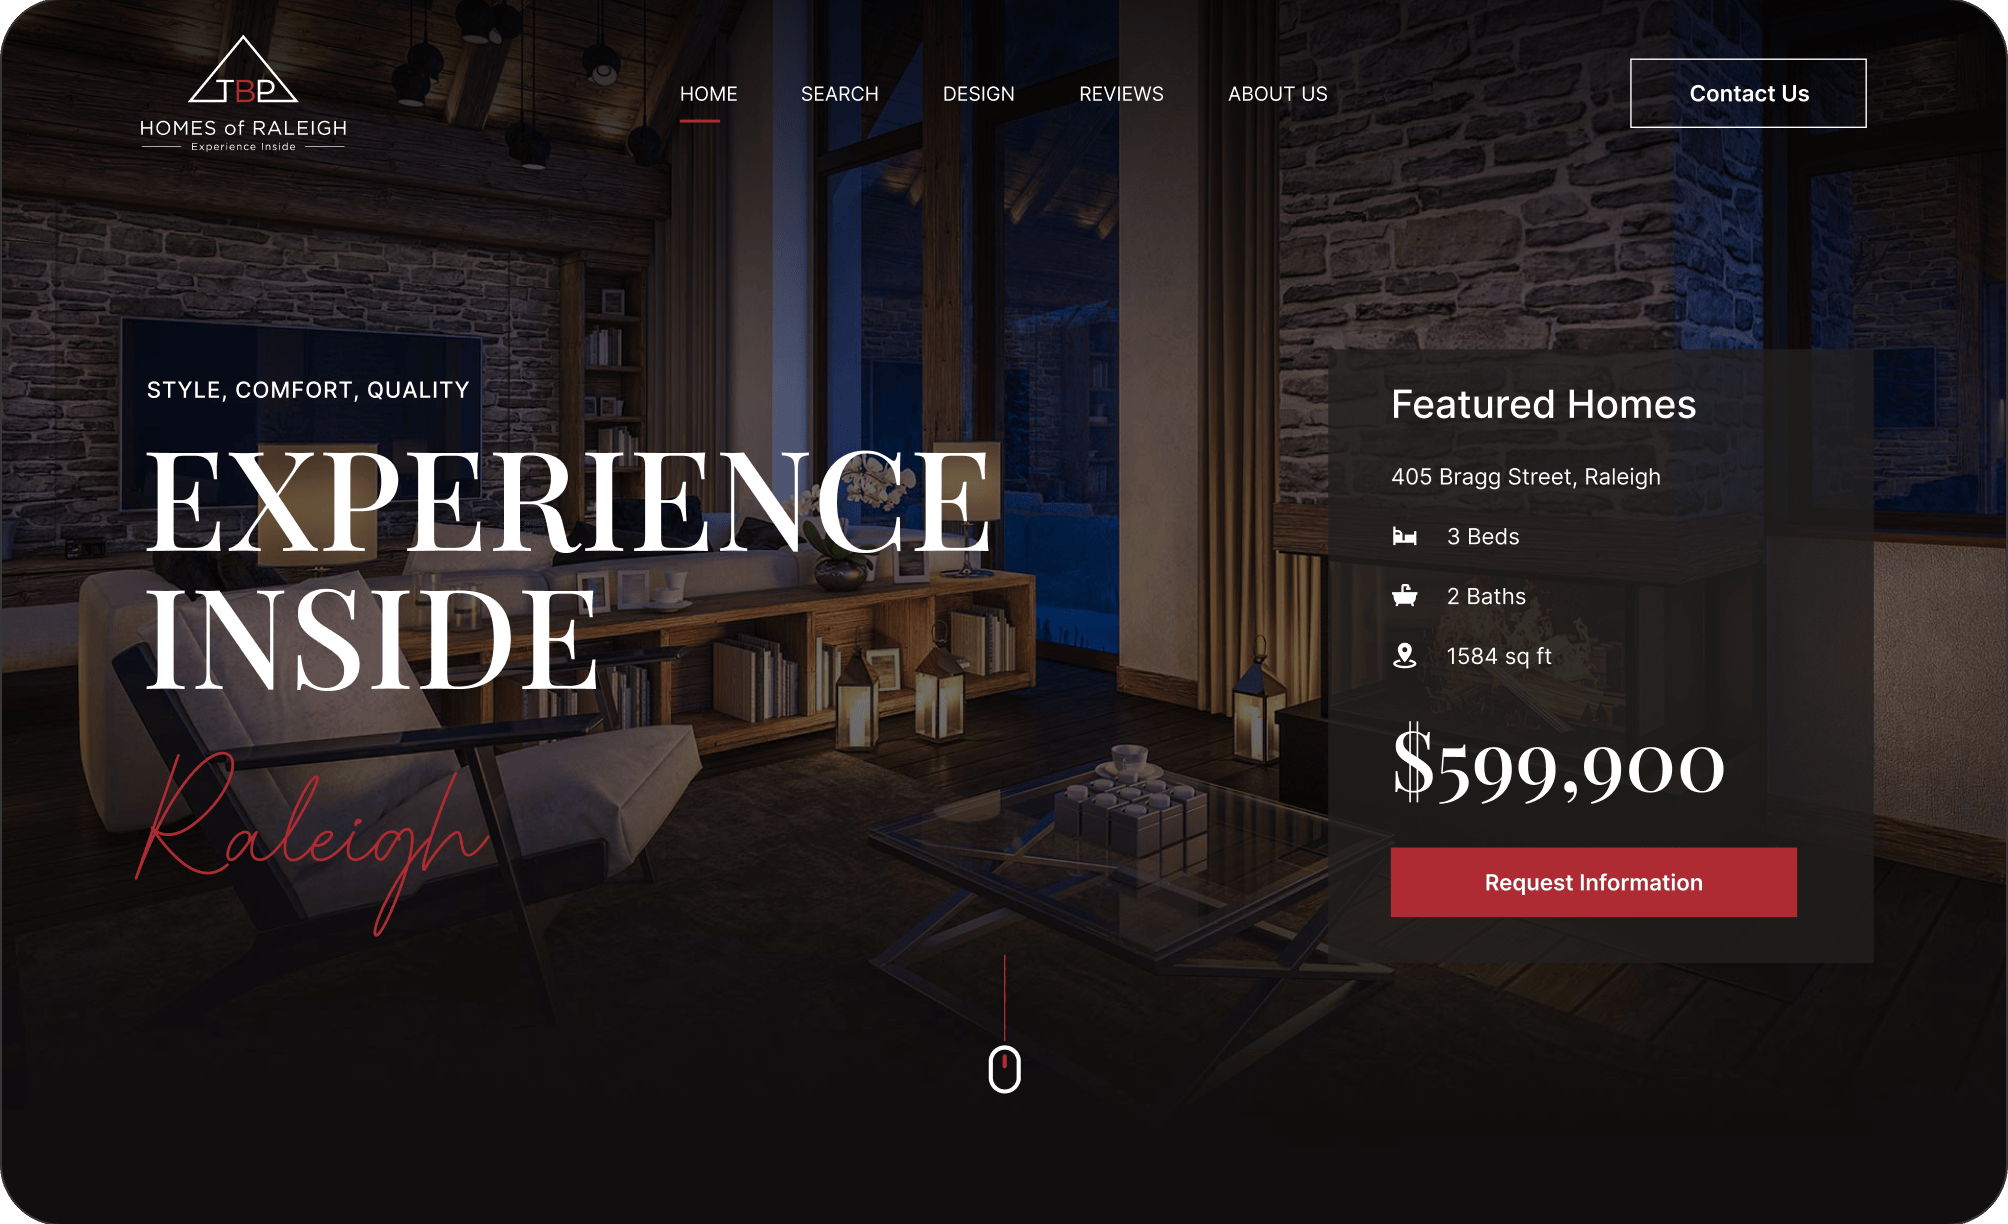 TBP
HOMES of RALEIGH
Experience Inside
HOME SEARCH DESIGN REVIEWS ABOUT US
Contact Us
STYLE, COMFORT, QUALITY
EXPERIENCE
INSIDE
Raleigh
Featured Homes
405 Bragg Street, Raleigh
3 Beds
2 Baths
1584 sq ft
$599,900
Request Information